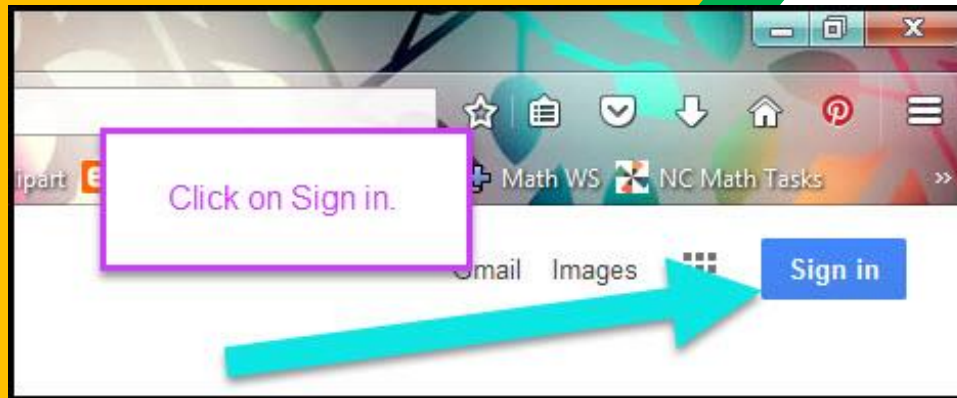 ipart
Math WS NC Math Tasks »
Click on Sign in.
Gmail Images Sign in